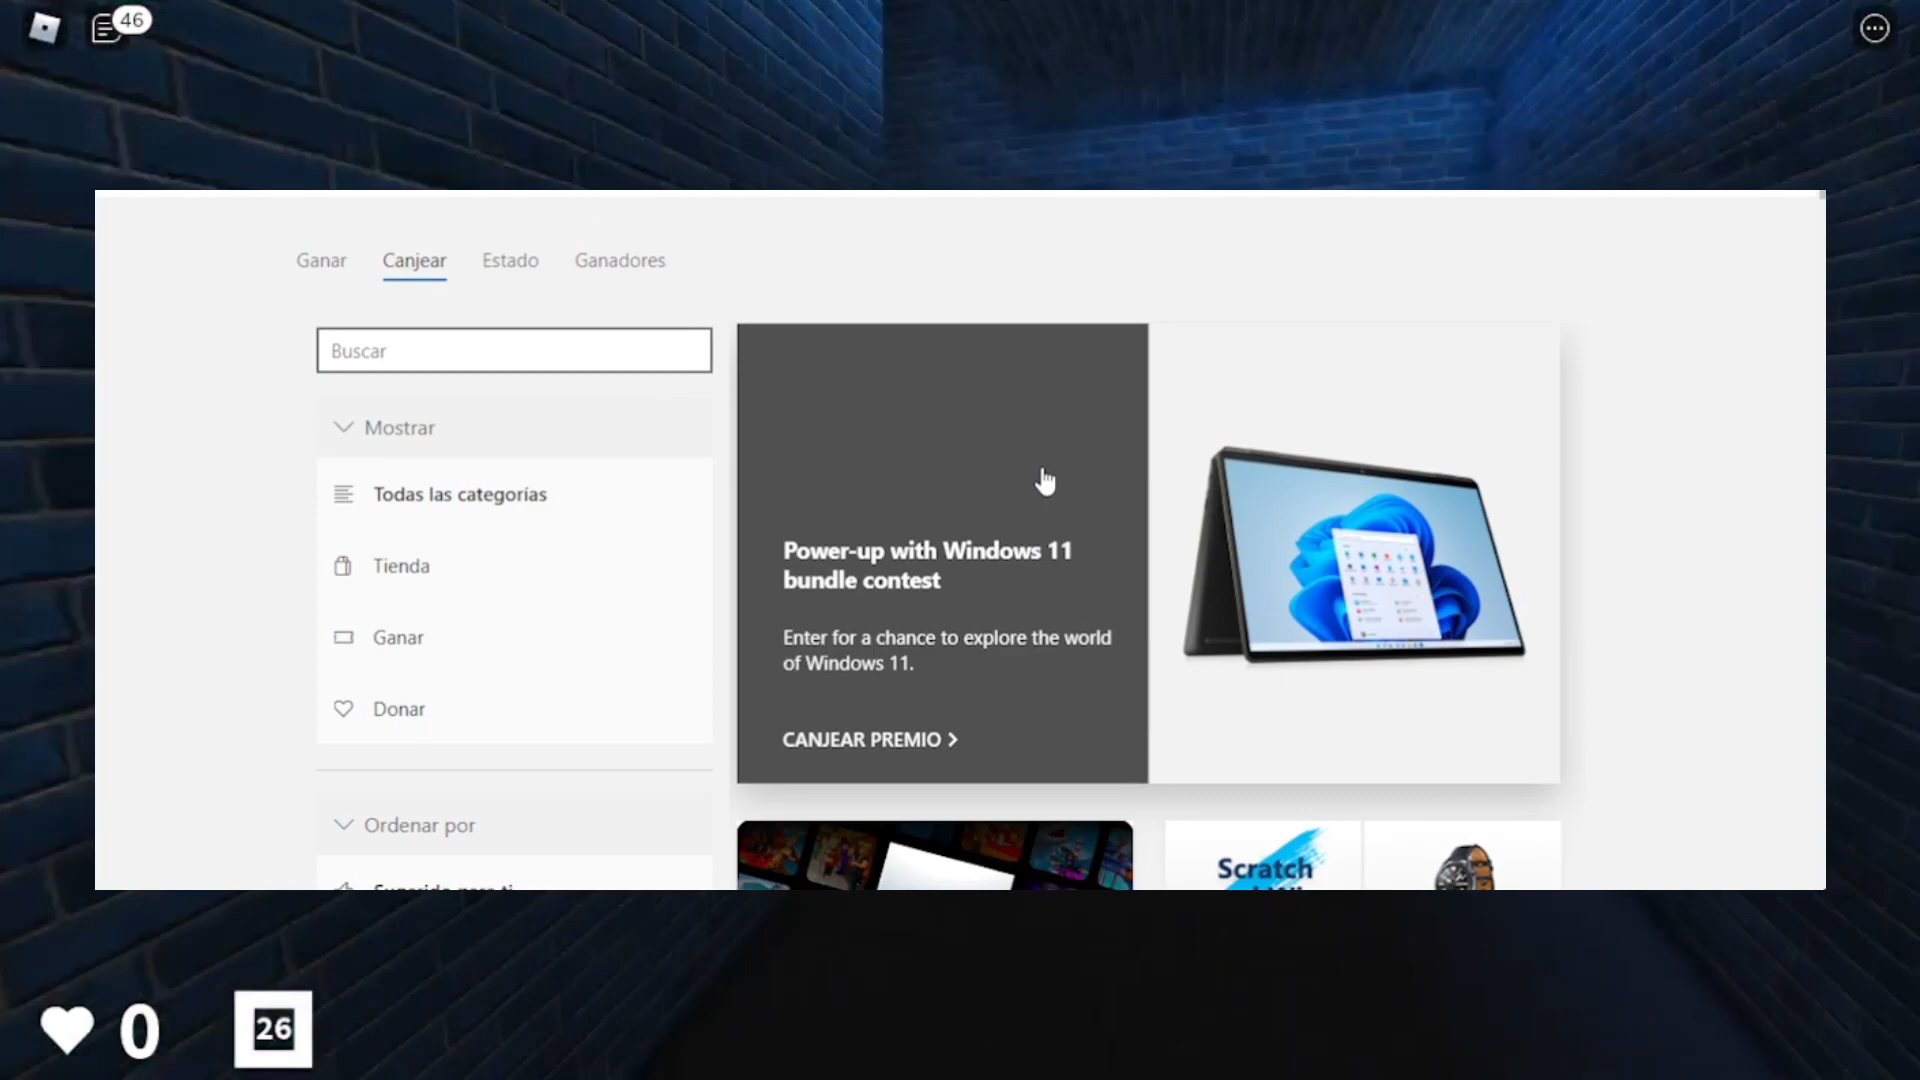 46
Ganar Canjear Estado Ganadores
Buscar
Mostrar
Todas las categorías
Tienda
Ganar
Donar
Ordenar por
Power-up with Windows 11
bundle contest
Enter for a chance to explore the world
of Windows 11.
CANJEAR PREMIO >
Scratch
0
26